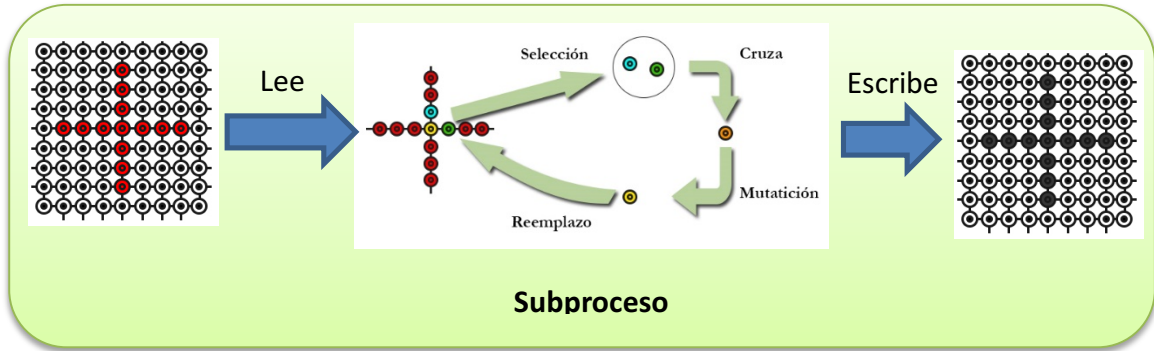 Lee
Selección
Cruza
Escribe
Mutatición
Reemplazo
Subproceso